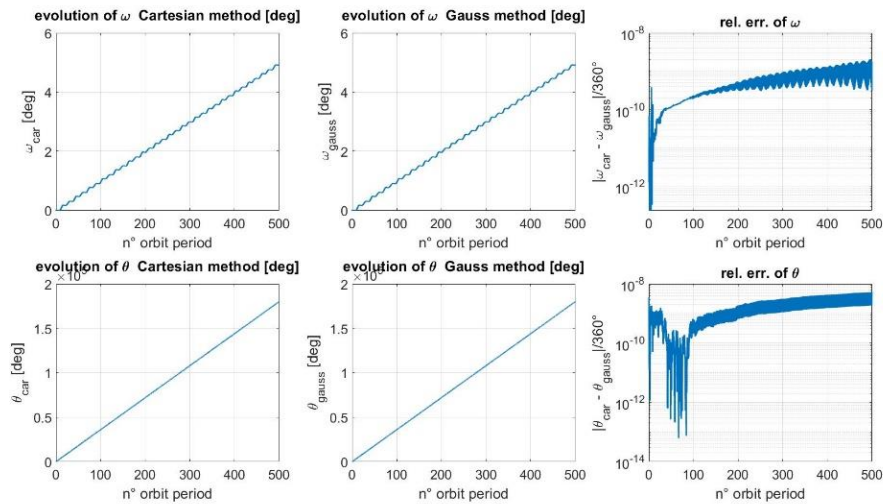 evolution of ω Cartesian method [deg]
6
4
2
0
ω_car [deg]
0 100 200 300 400 500
n° orbit period
evolution of ω Gauss method [deg]
6
4
2
0
ω_gauss [deg]
0 100 200 300 400 500
n° orbit period
rel. err. of ω
10^-8
10^-10
10^-12
|ω_car - ω_gauss|/360°
0 100 200 300 400 500
n° orbit period
evolution of θ Cartesian method [deg]
2
1.5
1
0.5
0
θ_car [deg]
0 100 200 300 400 500
n° orbit period
evolution of θ Gauss method [deg]
2
1.5
1
0.5
0
θ_gauss [deg]
0 100 200 300 400 500
n° orbit period
rel. err. of θ
10^-8
10^-10
10^-12
10^-14
|θ_car - θ_gauss|/360°
0 100 200 300 400 500
n° orbit period